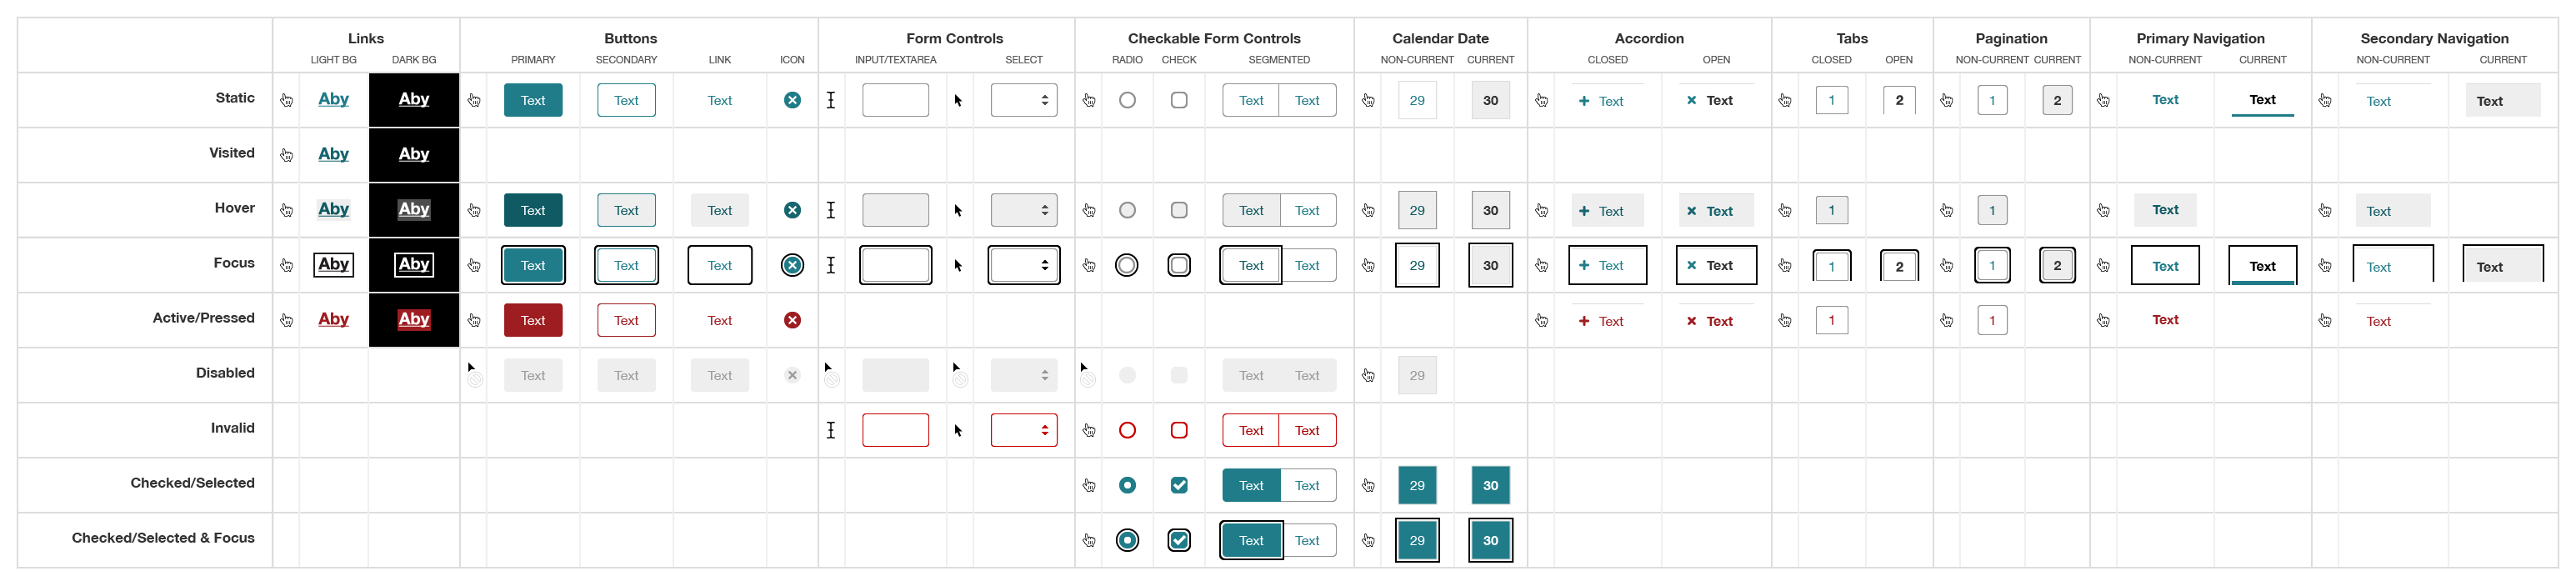 Links Buttons Form Controls Checkable Form Controls Calendar Date Accordion Tabs Pagination Primary Navigation Secondary Navigation
LIGHT BG DARK BG PRIMARY SECONDARY LINK ICON INPUT/TEXTAREA SELECT RADIO CHECK SEGMENTED NON-CURRENT CURRENT CLOSED OPEN CLOSED OPEN NON-CURRENT CURRENT NON-CURRENT CURRENT NON-CURRENT CURRENT
Static Aby Aby Text Text Text Text Text 29 30 Text Text 1 2 1 2 Text Text Text Text
Visited Aby Aby
Hover Aby Aby Text Text Text Text Text 29 30 Text Text 1 1 Text Text
Focus Aby Aby Text Text Text Text Text 29 30 Text Text 1 2 1 2 Text Text Text Text
Active/Pressed Aby Aby Text Text Text Text Text 1 1 Text Text
Disabled Text Text Text Text Text 29
Invalid Text Text
Checked/Selected Text Text 29 30
Checked/Selected & Focus Text Text 29 30